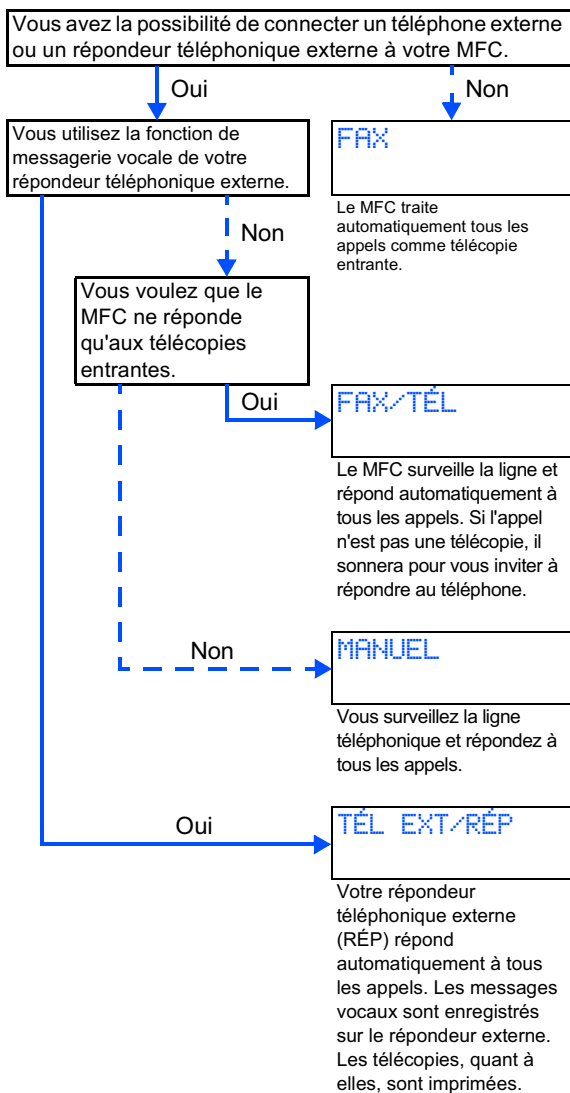 Vous avez la possibilité de connecter un téléphone externe
ou un répondeur téléphonique externe à votre MFC.
Oui
Non
Vous utilisez la fonction de
messagerie vocale de votre
répondeur téléphonique externe.
FAX
Le MFC traite
automatiquement tous les
appels comme télécopie
entrante.
Non
Vous voulez que le
MFC ne réponde
qu'aux télécopies
entrantes.
Oui
FAX/TÉL
Le MFC surveille la ligne et
répond automatiquement à
tous les appels. Si l'appel
n'est pas une télécopie, il
sonnera pour vous inviter à
répondre au téléphone.
Non
MANUEL
Vous surveillez la ligne
téléphonique et répondez à
tous les appels.
Oui
TÉL EXT/RÉP
Votre répondeur
téléphonique externe
(RÉP) répond
automatiquement à tous
les appels. Les messages
vocaux sont enregistrés
sur le répondeur externe.
Les télécopies, quant à
elles, sont imprimées.